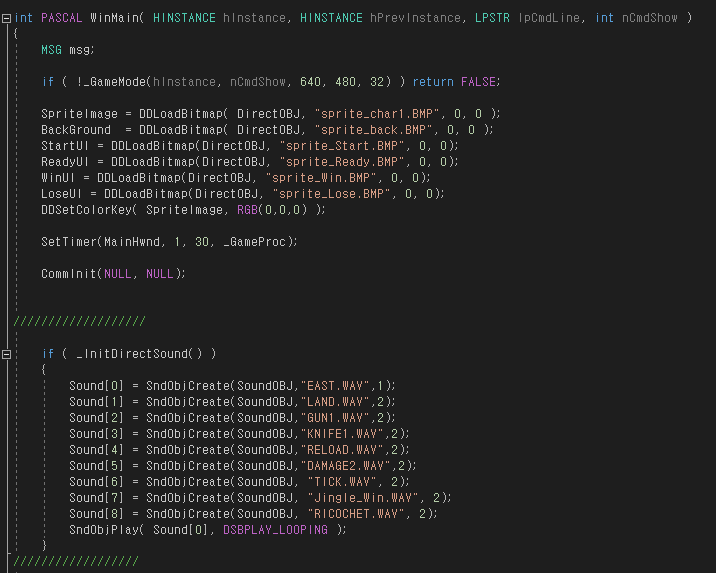 int PASCAL WinMain( HINSTANCE hInstance, HINSTANCE hPrevInstance, LPSTR lpCmdLine, int nCmdShow )
{
MSG msg;
if ( !_GameMode(hInstance, nCmdShow, 640, 480, 32) ) return FALSE;
SpriteImage = DDLoadBitmap( DirectOBJ, "sprite_char1.BMP", 0, 0 );
BackGround  = DDLoadBitmap( DirectOBJ, "sprite_back.BMP", 0, 0 );
StartUI = DDLoadBitmap(DirectOBJ, "sprite_Start.BMP", 0, 0);
ReadyUI = DDLoadBitmap(DirectOBJ, "sprite_Ready.BMP", 0, 0);
WinUI = DDLoadBitmap(DirectOBJ, "sprite_Win.BMP", 0, 0);
LoseUI = DDLoadBitmap(DirectOBJ, "sprite_Lose.BMP", 0, 0);
DDSetColorKey( SpriteImage, RGB(0,0,0) );
SetTimer(MainHwnd, 1, 30, _GameProc);
CommInit(NULL, NULL);
///////////////////
if ( _InitDirectSound() )
{
Sound[0] = SndObjCreate(SoundOBJ,"EAST.WAV",1);
Sound[1] = SndObjCreate(SoundOBJ,"LAND.WAV",2);
Sound[2] = SndObjCreate(SoundOBJ,"GUN1.WAV",2);
Sound[3] = SndObjCreate(SoundOBJ,"KNIFE1.WAV",2);
Sound[4] = SndObjCreate(SoundOBJ,"RELOAD.WAV",2);
Sound[5] = SndObjCreate(SoundOBJ,"DAMAGE2.WAV",2);
Sound[6] = SndObjCreate(SoundOBJ, "TICK.WAV", 2);
Sound[7] = SndObjCreate(SoundOBJ, "Jingle_Win.WAV", 2);
Sound[8] = SndObjCreate(SoundOBJ, "RICOCHET.WAV", 2);
SndObjPlay( Sound[0], DSBPLAY_LOOPING );
}
//////////////////